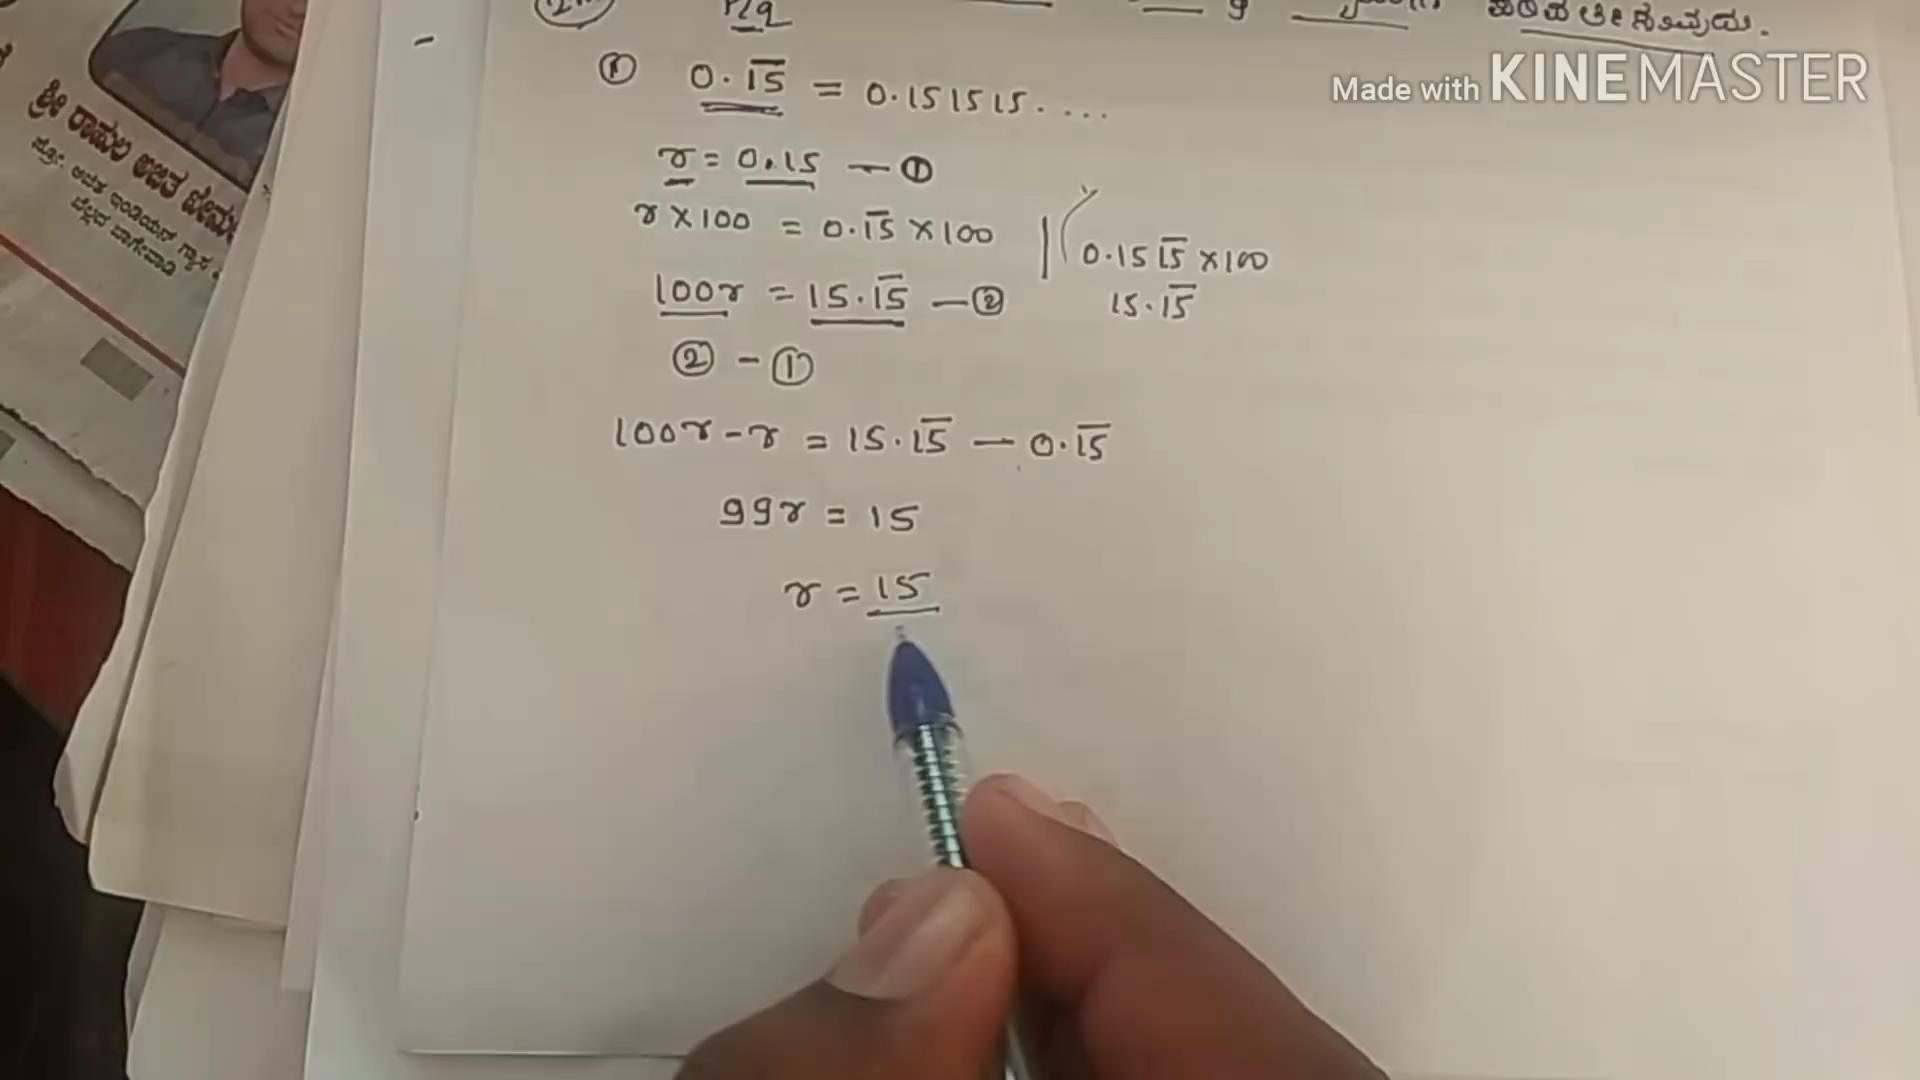 P/q
ಪರಿವರ್ತಿಸುವುದು.
Made with KINEMASTER
ಶ್ರೀ ರಾಹುಲ
① 0.1̅5̅ = 0.151515....
r = 0.15 — ①
r × 100 = 0.1̅5̅ × 100
0.151̅5̅ × 100
100r = 15.1̅5̅ — ②
15.1̅5̅
② - ①
100r - r = 15.1̅5̅ — 0.1̅5̅
99r = 15
r = 15